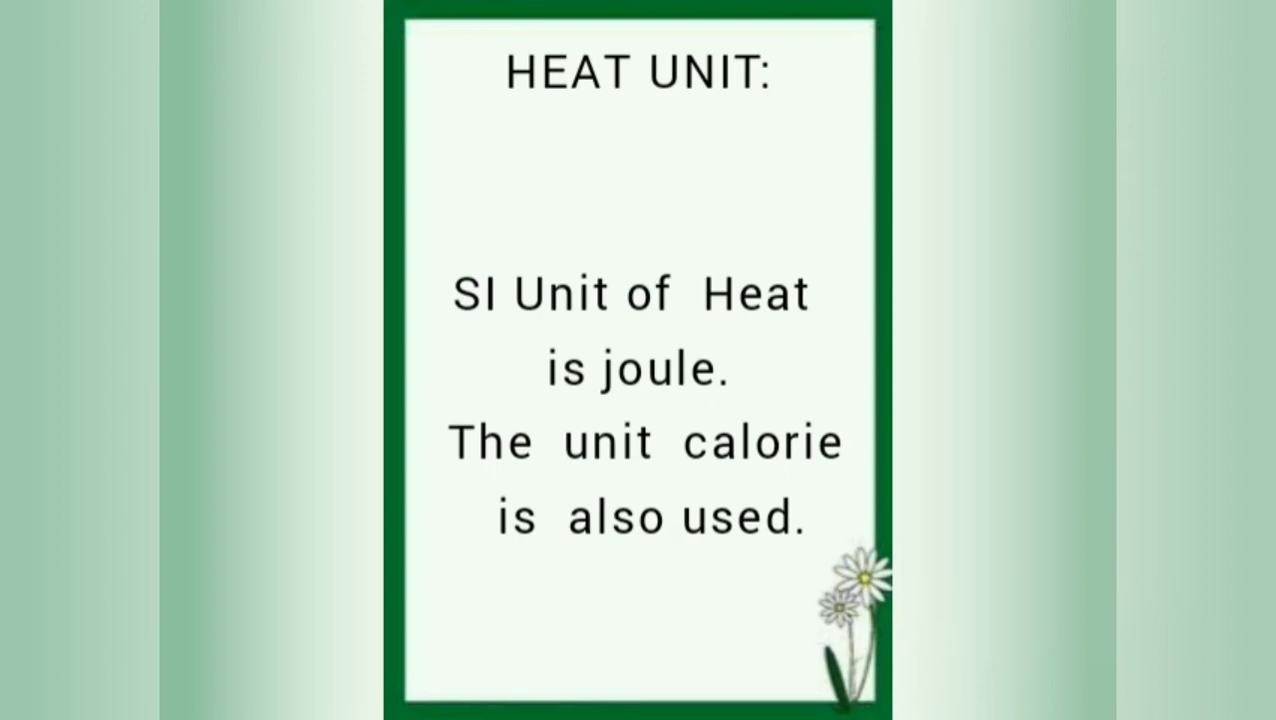 HEAT UNIT:
SI Unit of Heat
is joule.
The unit calorie
is also used.